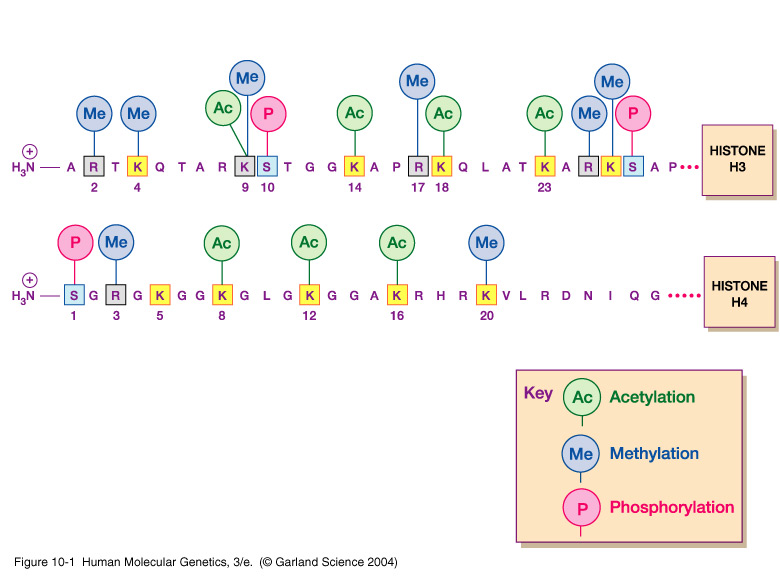 Me
Me Me Ac Me
Ac P Ac Ac Ac Me P
+
H₃N A R T K Q T A R K S T G G K A P R K Q L A T K A R K S A P
HISTONE
H3
2 4 9 10 14 17 18 23
P Me Ac Ac Ac Me
+
H₃N S G R G K G G K G L G K G G A K R H R K V L R D N I Q G
HISTONE
H4
1 3 5 8 12 16 20
Key Ac Acetylation
Me Methylation
P Phosphorylation
Figure 10-1 Human Molecular Genetics, 3/e. (© Garland Science 2004)